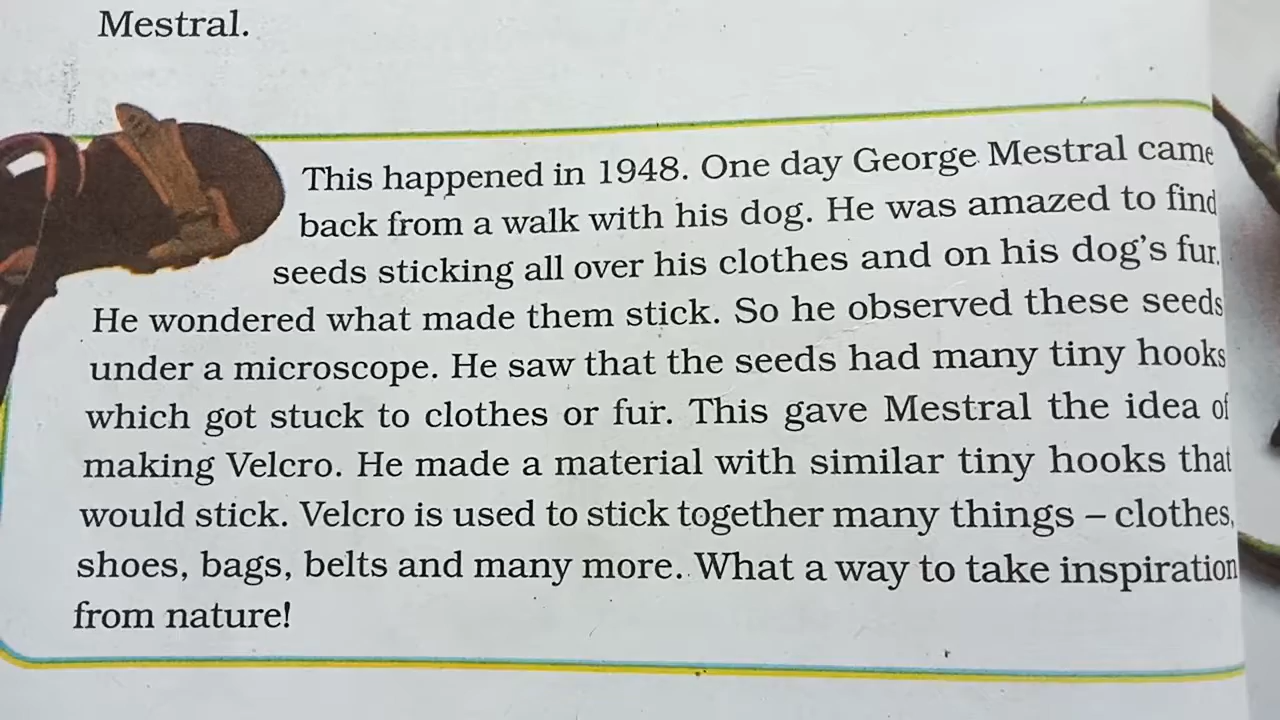 Mestral.
This happened in 1948. One day George Mestral came
back from a walk with his dog. He was amazed to find
seeds sticking all over his clothes and on his dog's fur.
He wondered what made them stick. So he observed these seeds
under a microscope. He saw that the seeds had many tiny hooks
which got stuck to clothes or fur. This gave Mestral the idea of
making Velcro. He made a material with similar tiny hooks that
would stick. Velcro is used to stick together many things – clothes,
shoes, bags, belts and many more. What a way to take inspiration
from nature!